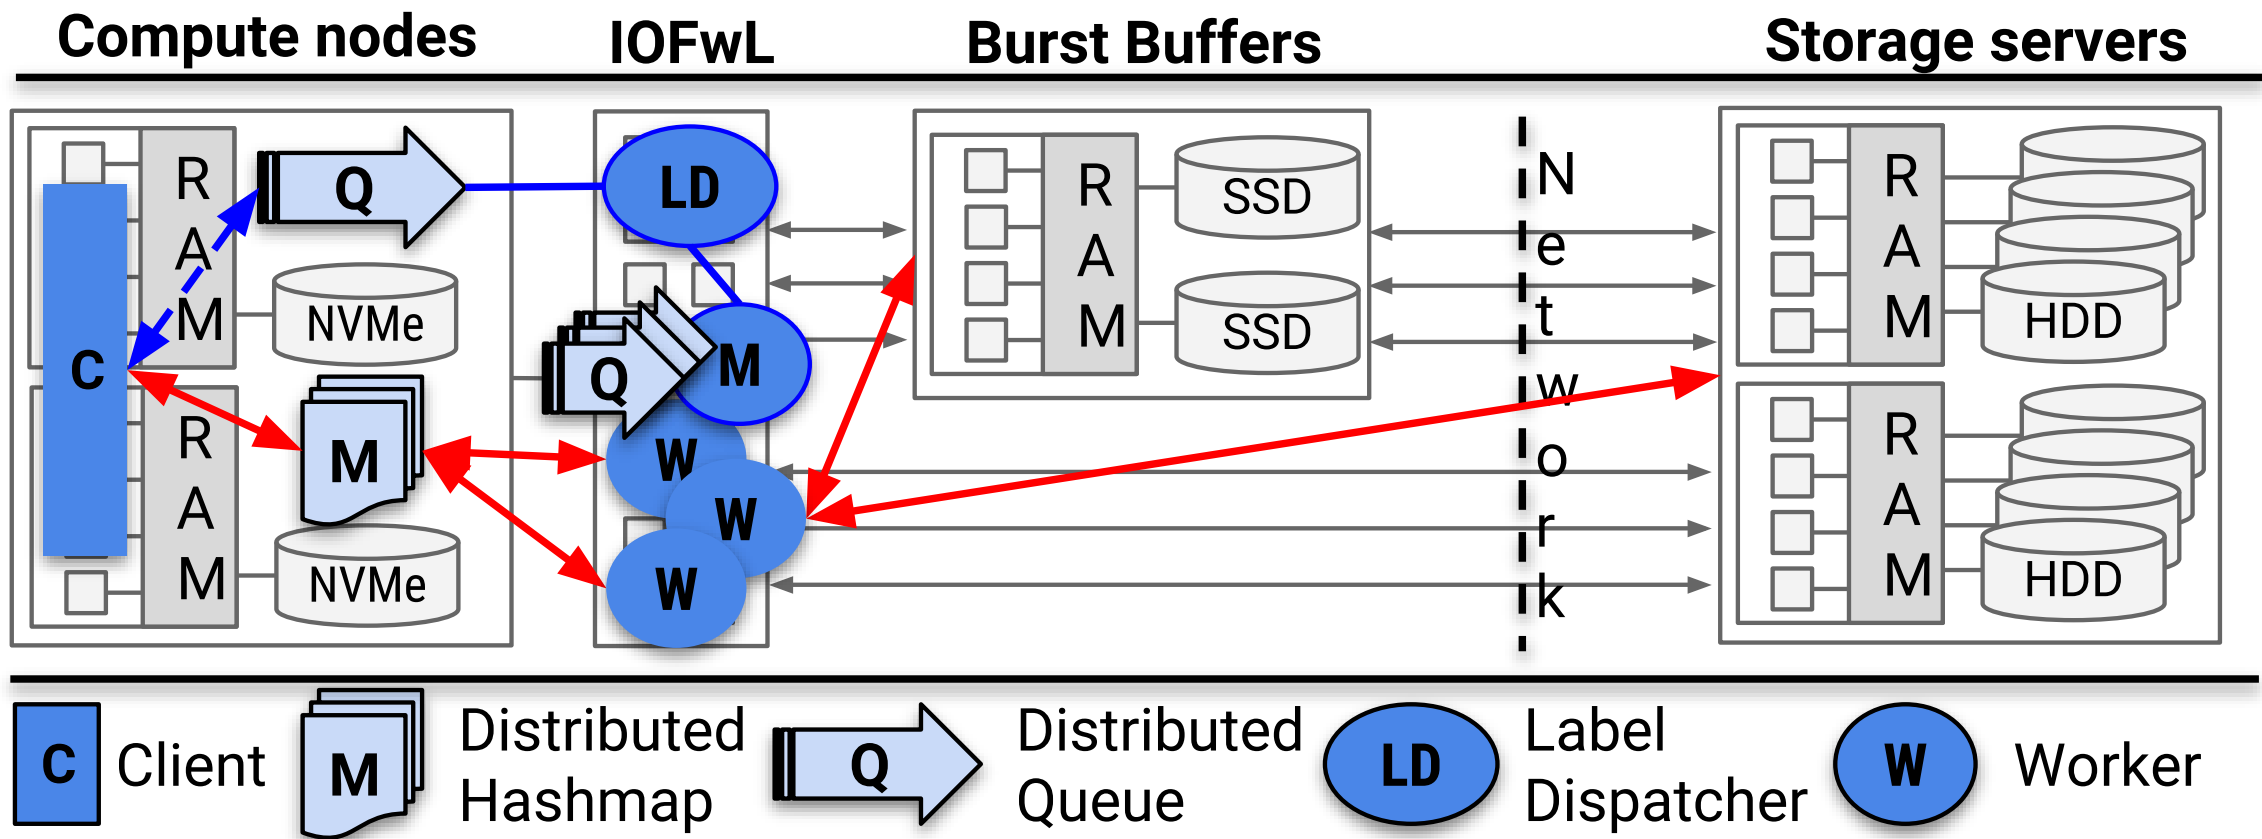 Compute nodes
IOFwL
Burst Buffers
Storage servers
R
A
M
Q
NVMe
C
R
A
M
M
NVMe
LD
Q
M
W
W
W
R
A
M
SSD
SSD
N
e
t
w
o
r
k
R
A
M
HDD
R
A
M
HDD
C
Client
M
Distributed
Hashmap
Q
Distributed
Queue
LD
Label
Dispatcher
W
Worker